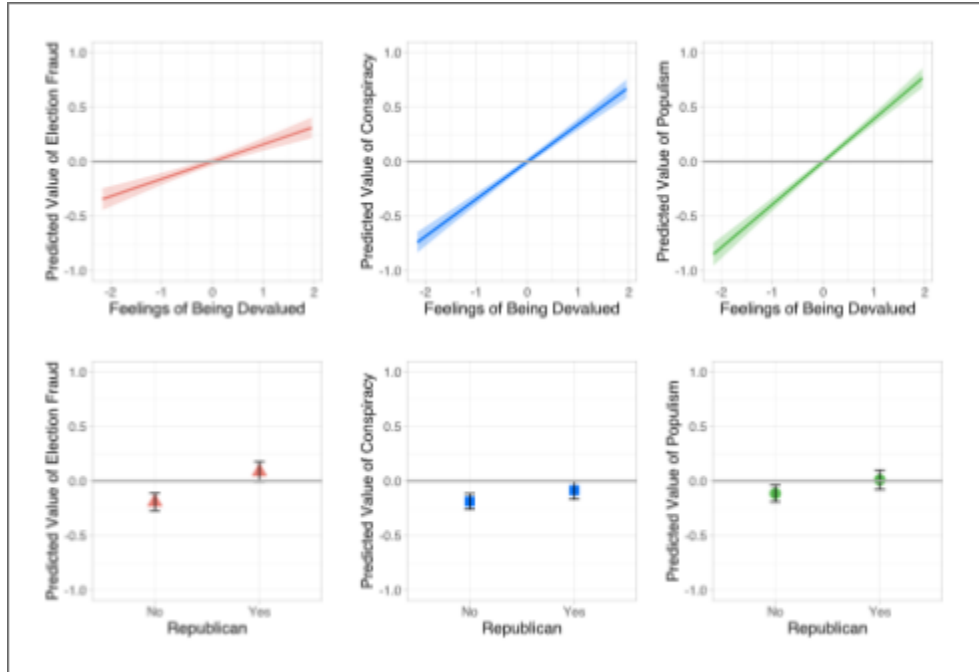 Predicted Value of Election Fraud
1.0
0.5
0.0
-0.5
-1.0
-2 -1 0 1 2
Feelings of Being Devalued
Predicted Value of Conspiracy
1.0
0.5
0.0
-0.5
-1.0
-2 -1 0 1 2
Feelings of Being Devalued
Predicted Value of Populism
1.0
0.5
0.0
-0.5
-1.0
-2 -1 0 1 2
Feelings of Being Devalued
Predicted Value of Election Fraud
1.0
0.5
0.0
-0.5
-1.0
No Yes
Republican
Predicted Value of Conspiracy
1.0
0.5
0.0
-0.5
-1.0
No Yes
Republican
Predicted Value of Populism
1.0
0.5
0.0
-0.5
-1.0
No Yes
Republican